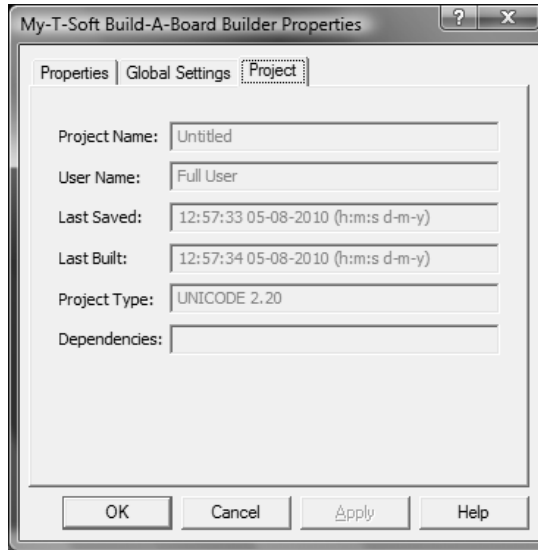 My-T-Soft Build-A-Board Builder Properties ? X
Properties Global Settings Project
Project Name: Untitled
User Name: Full User
Last Saved: 12:57:33 05-08-2010 (h:m:s d-m-y)
Last Built: 12:57:34 05-08-2010 (h:m:s d-m-y)
Project Type: UNICODE 2.20
Dependencies:
OK Cancel Apply Help